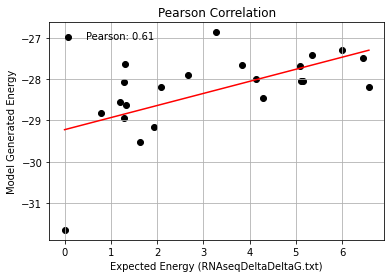 Pearson Correlation
Pearson: 0.61
−27
−28
−29
−30
−31
Model Generated Energy
0 1 2 3 4 5 6
Expected Energy (RNAseqDeltaDeltaG.txt)